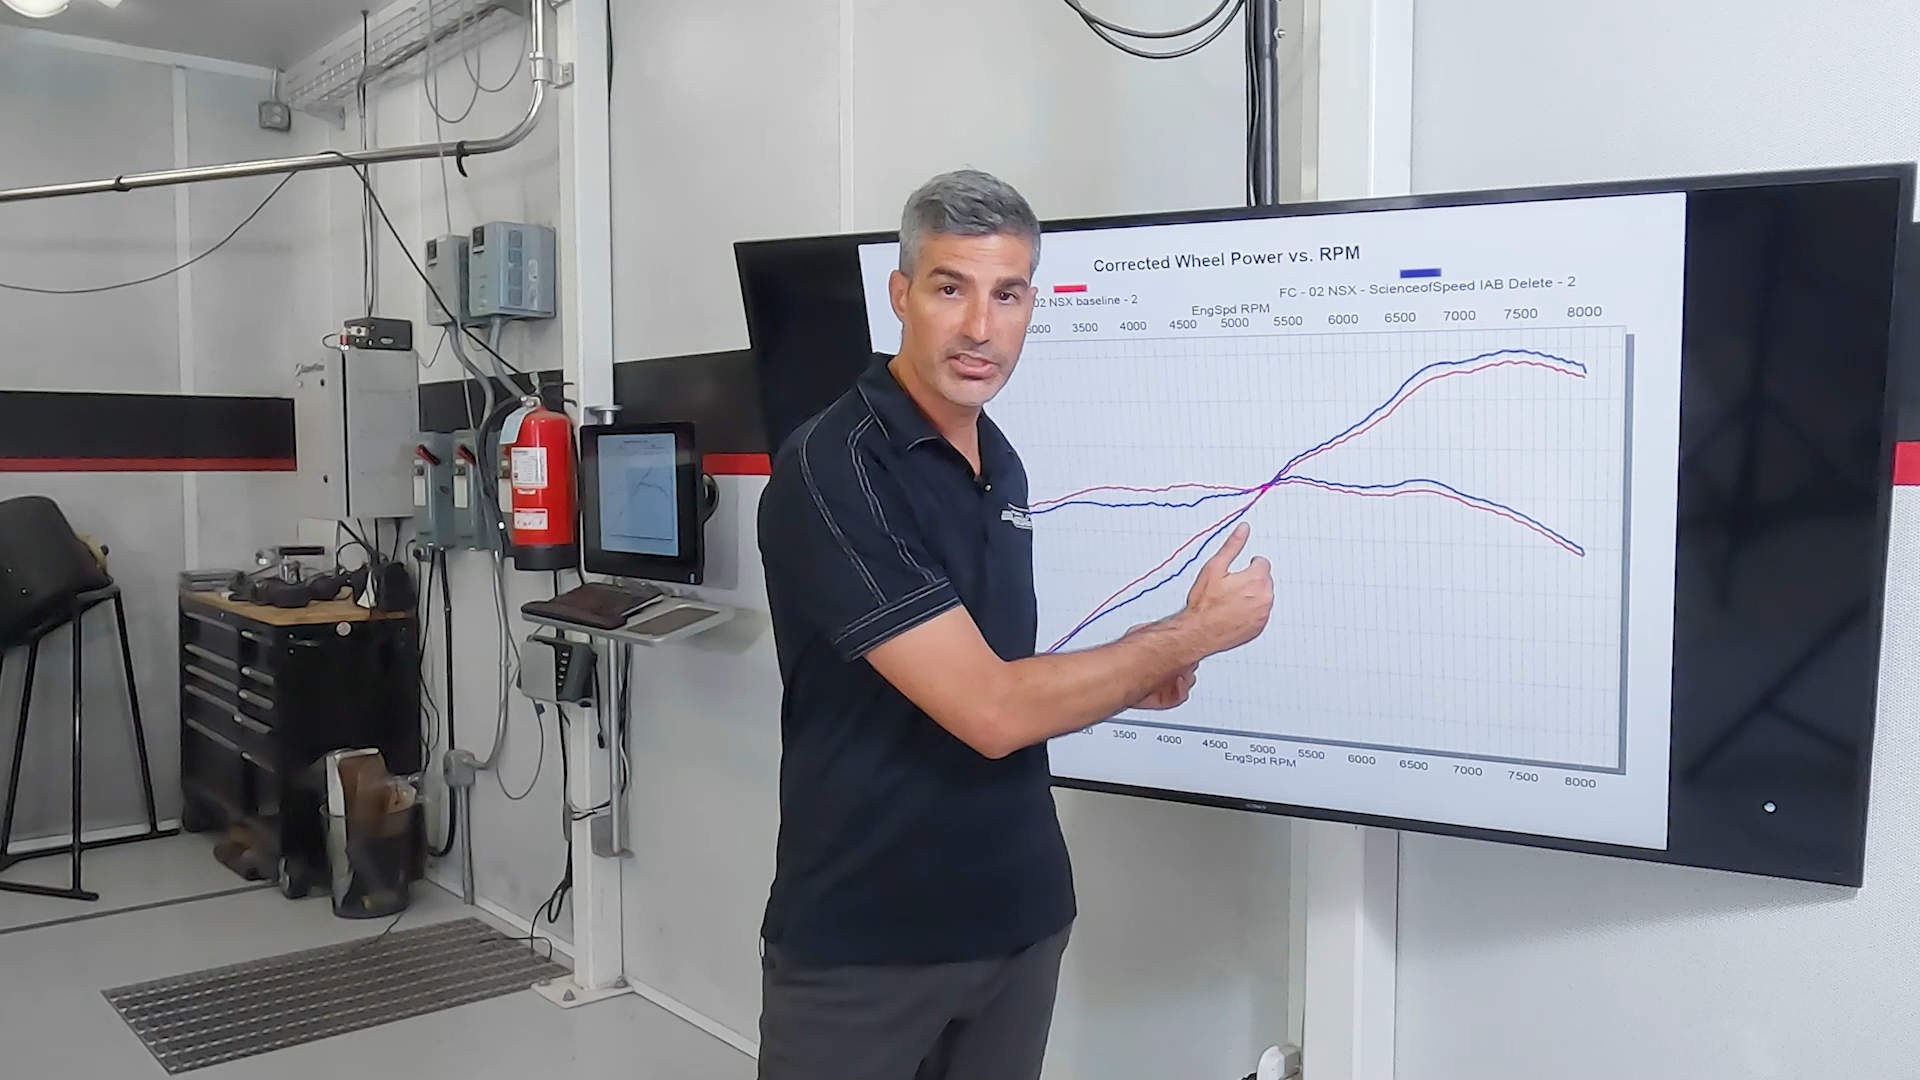 Corrected Wheel Power vs. RPM
02 NSX baseline - 2
FC - 02 NSX - ScienceofSpeed IAB Delete - 2
EngSpd RPM
3000 3500 4000 4500 5000 5500 6000 6500 7000 7500 8000
3500 4000 4500 5000 5500 6000 6500 7000 7500 8000
EngSpd RPM